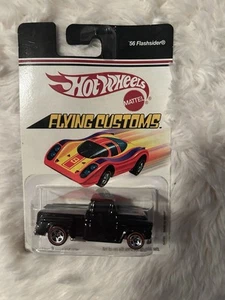 '56 Flashsider®
Hot Wheels
MATTEL
FLYING CUSTOMS